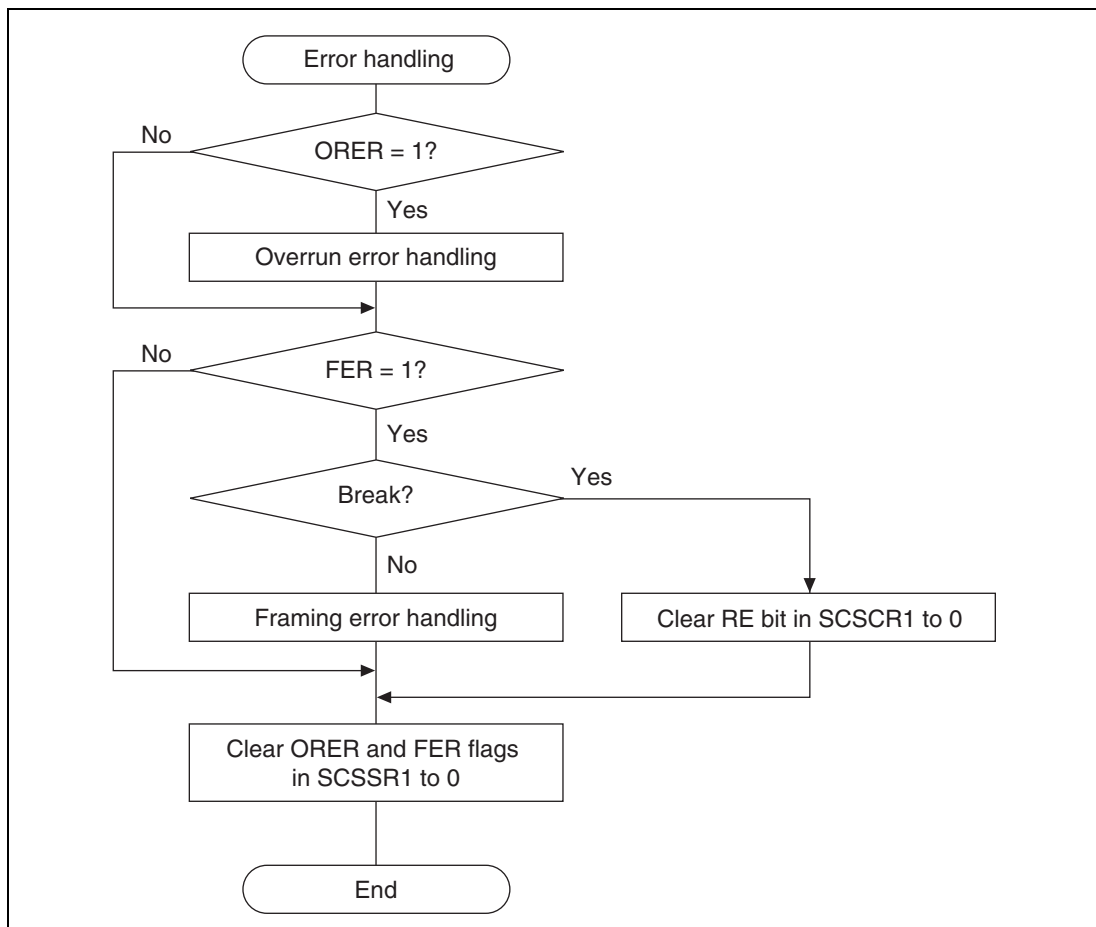 Error handling
No
ORER = 1?
Yes
Overrun error handling
No
FER = 1?
Yes
Break?
Yes
No
Framing error handling
Clear RE bit in SCSCR1 to 0
Clear ORER and FER flags
in SCSSR1 to 0
End